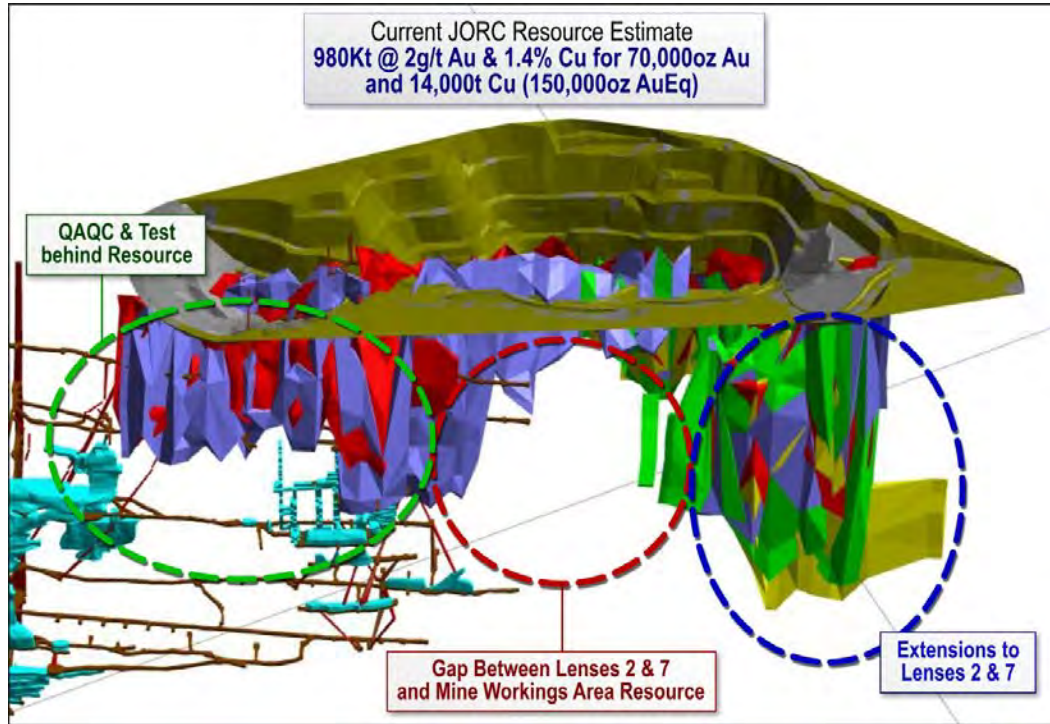 Current JORC Resource Estimate
980Kt @ 2g/t Au & 1.4% Cu for 70,000oz Au
and 14,000t Cu (150,000oz AuEq)
QAQC & Test
behind Resource
Gap Between Lenses 2 & 7
and Mine Workings Area Resource
Extensions to
Lenses 2 & 7